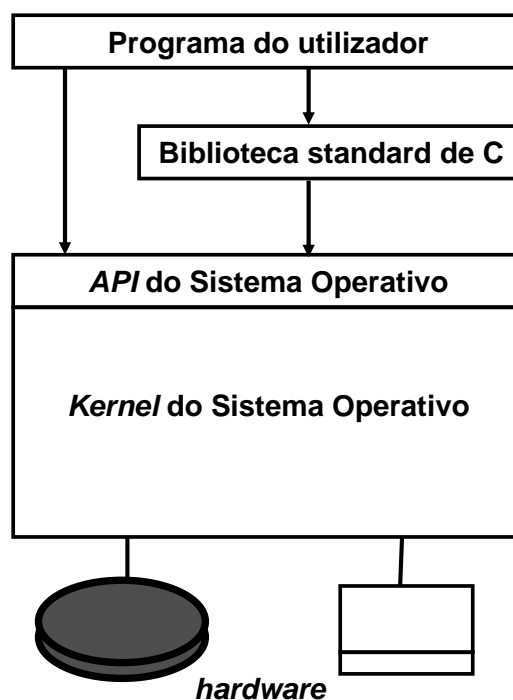 Programa do utilizador
Biblioteca standard de C
API do Sistema Operativo
Kernel do Sistema Operativo
hardware